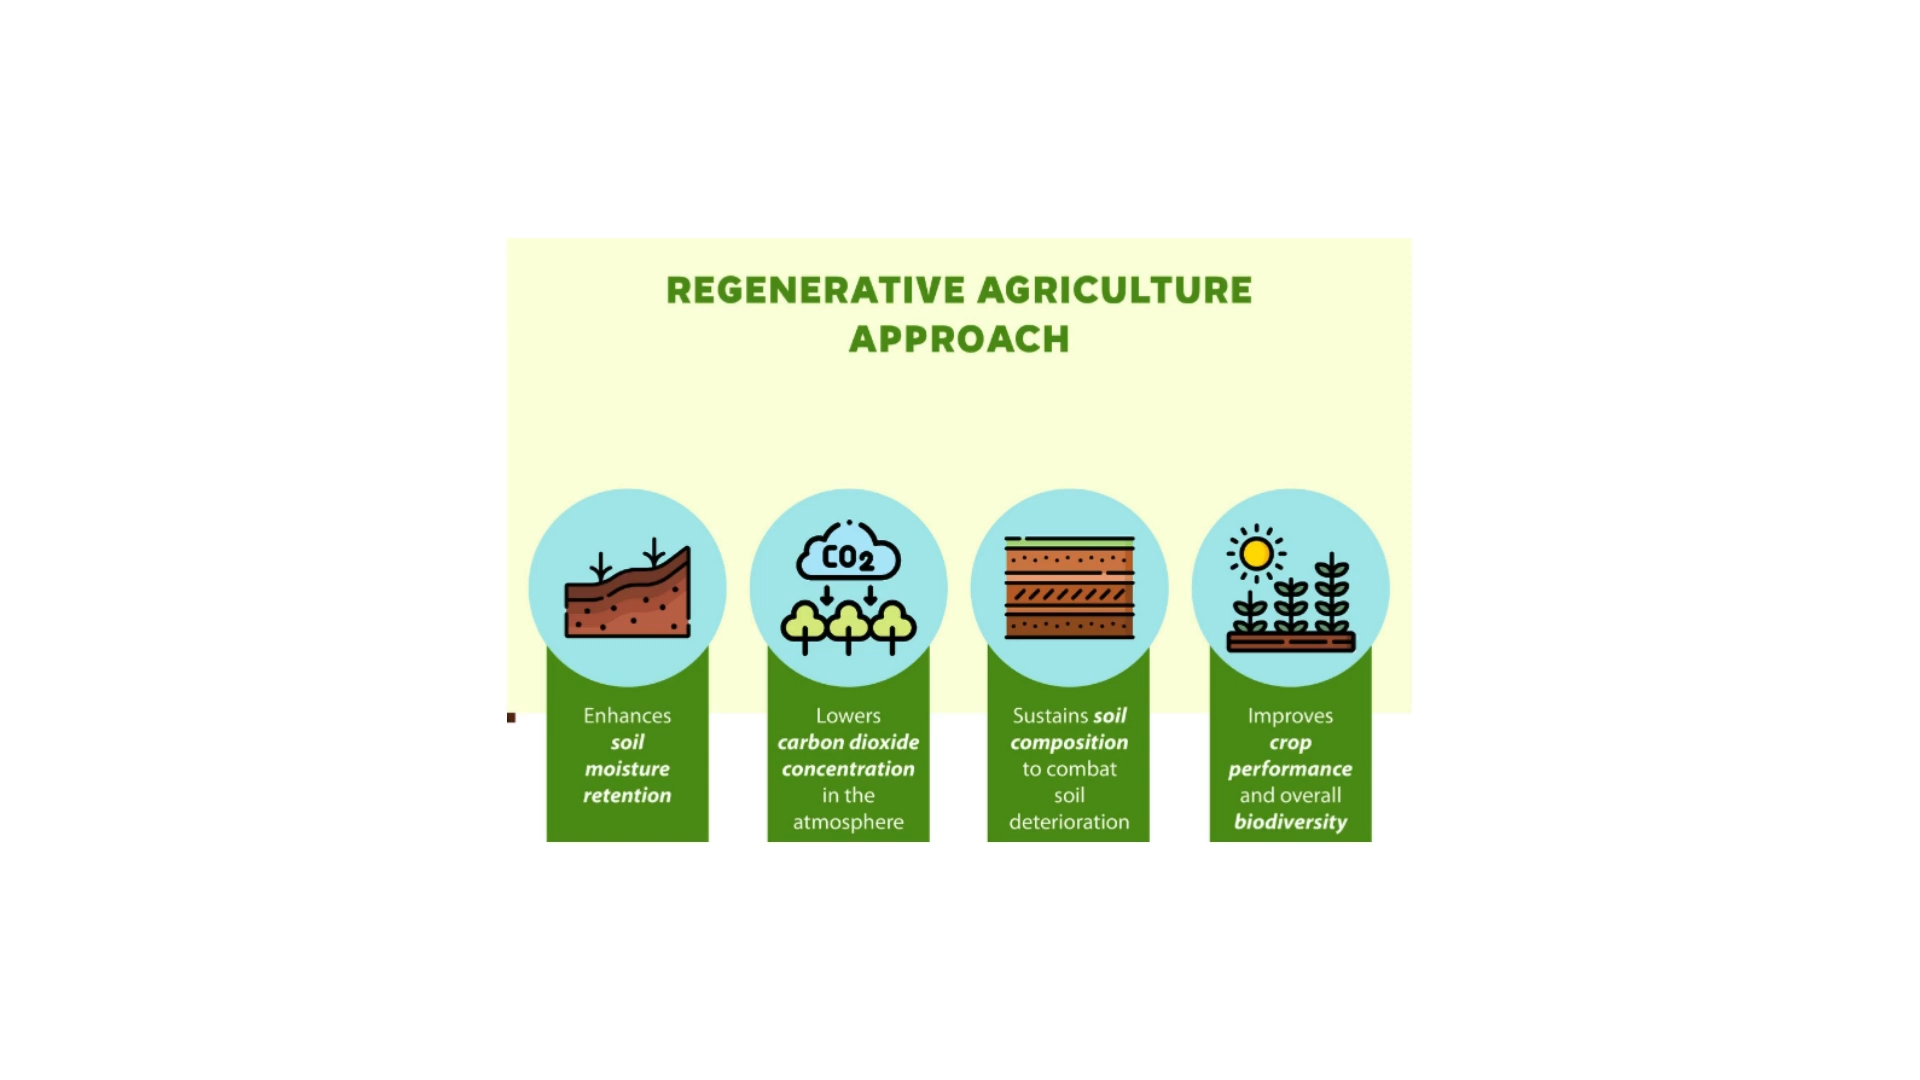 REGENERATIVE AGRICULTURE
APPROACH
CO2
Enhances
soil
moisture
retention
Lowers
carbon dioxide
concentration
in the
atmosphere
Sustains soil
composition
to combat
soil
deterioration
Improves
crop
performance
and overall
biodiversity